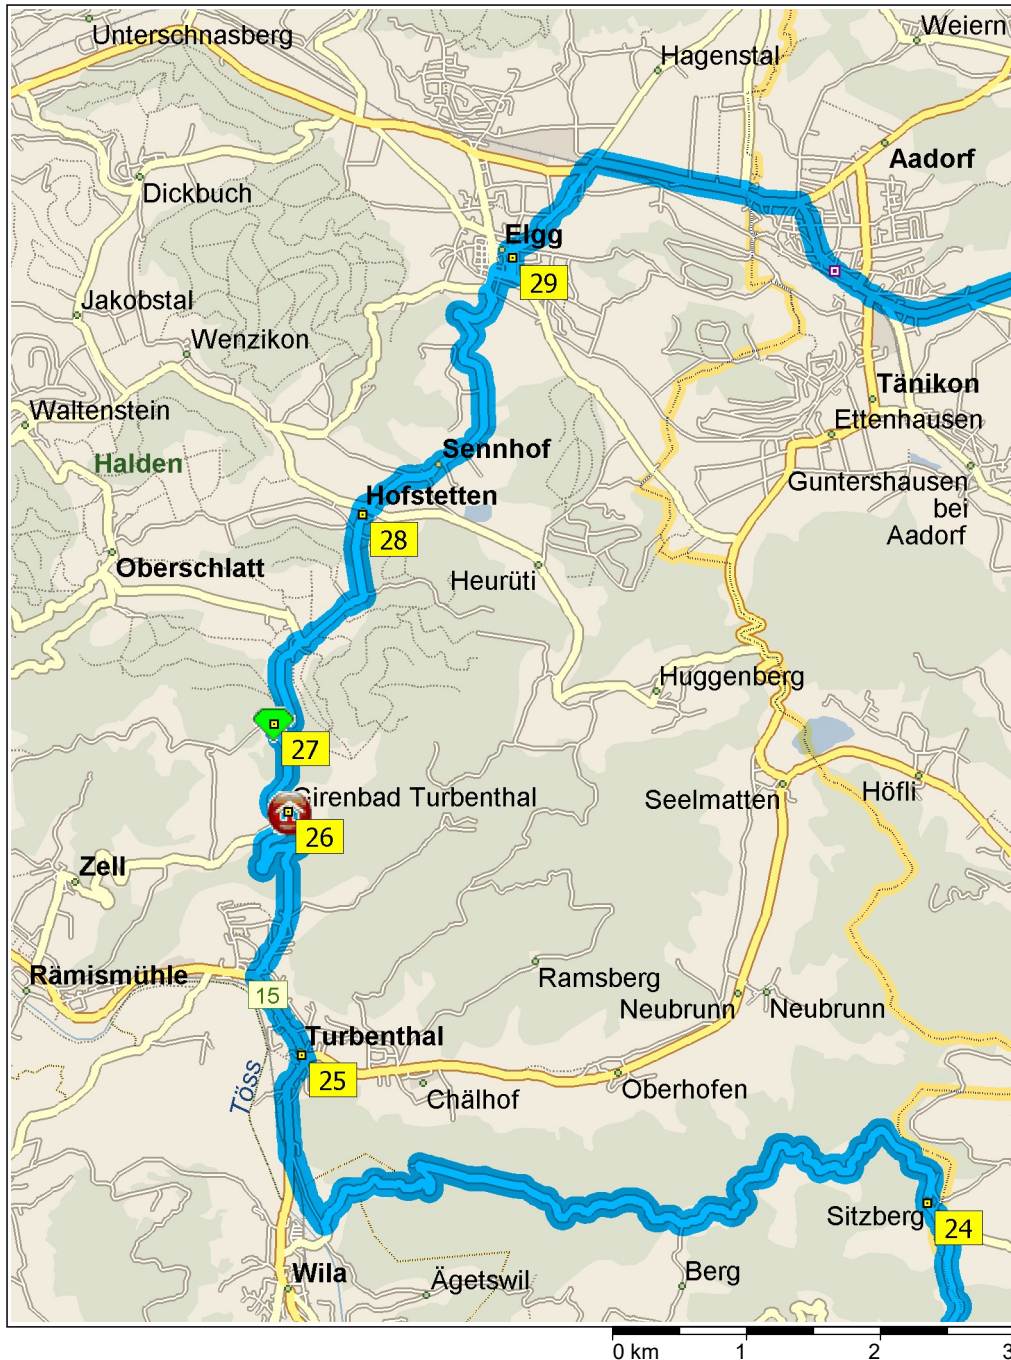 Unterschnasberg
Weiern
Hagenstal
Aadorf
Dickbuch
Elgg
29
Jakobstal
Wenzikon
Tänikon
Waltenstein
Ettenhausen
Halden
Sennhof
Guntershausen
bei
Aadorf
Hofstetten
28
Oberschlatt
Heurüti
Huggenberg
27
Girenbad Turbenthal
Seelmatten
Höfli
26
Zell
Rämismühle
Ramsberg
15
Neubrunn
Neubrunn
Turbenthal
25
Töss
Chälhof
Oberhofen
Sitzberg
24
Wila
Ägetswil
Berg
0 km 1 2 3